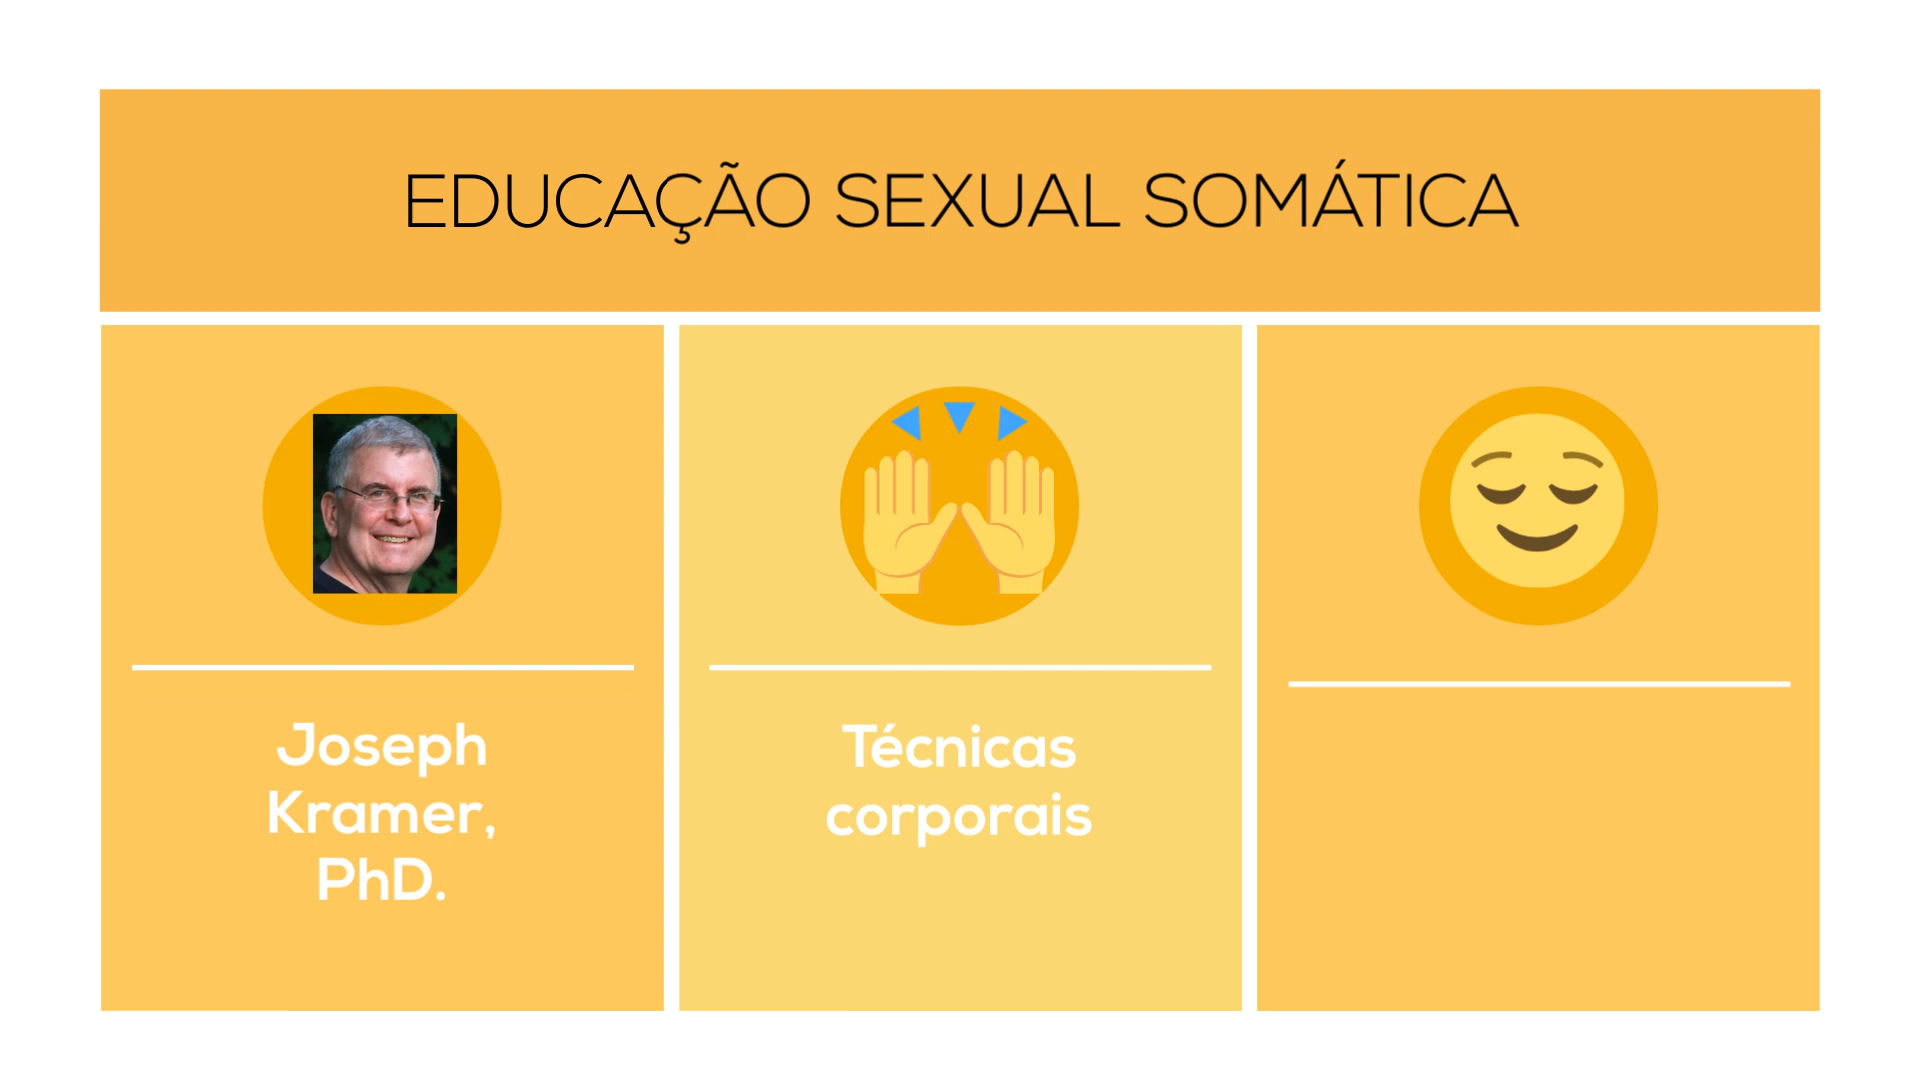 EDUCAÇÃO SEXUAL SOMÁTICA
Joseph
Kramer,
PhD.
Técnicas
corporais